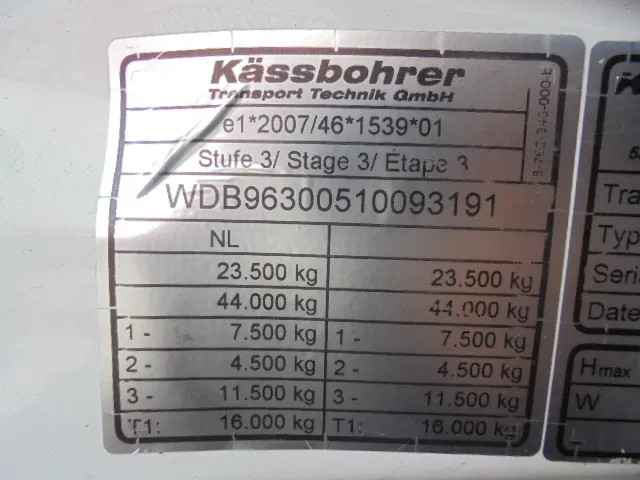 Kässbohrer
Transport Technik GmbH
e1*2007/46*1539*01
Stufe 3/ Stage 3/ Etape 3
WDB96300510093191
NL
23.500 kg 23.500 kg
44.000 kg 44.000 kg
1 - 7.500 kg 1 - 7.500 kg
2 - 4.500 kg 2 - 4.500 kg
3 - 11.500 kg 3 - 11.500 kg
T1: 16.000 kg T1: 16.000 kg
Tra
Typ
Seri
Date
Hmax
W
L